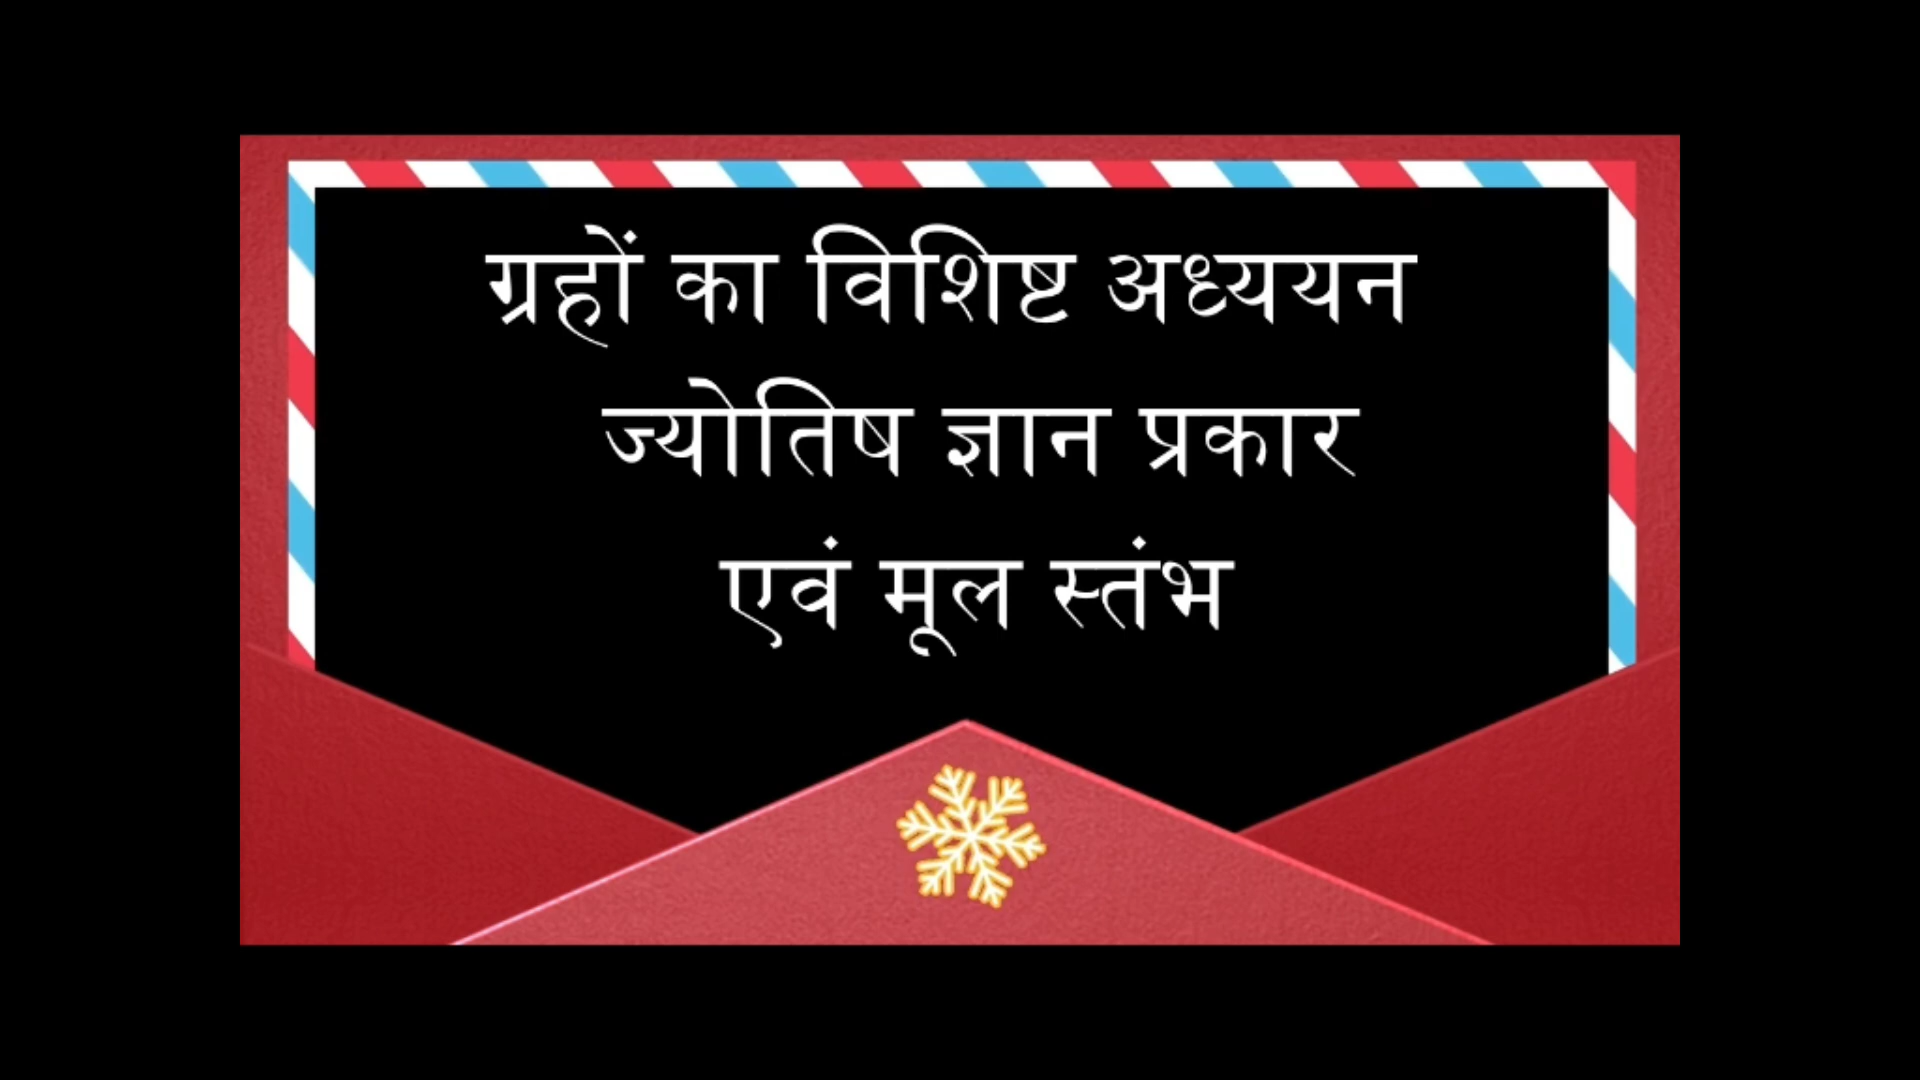 ग्रहों का विशिष्ट अध्ययन
ज्योतिष ज्ञान प्रकार
एवं मूल स्तंभ